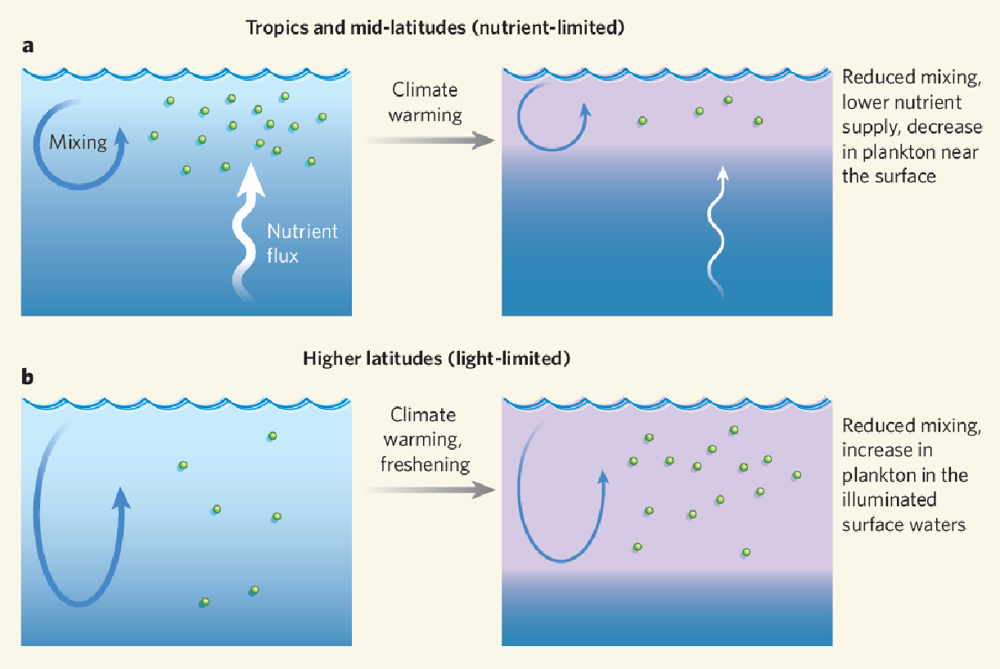 Tropics and mid-latitudes (nutrient-limited)
a
Mixing
Nutrient
flux
Climate
warming
Reduced mixing,
lower nutrient
supply, decrease
in plankton near
the surface
Higher latitudes (light-limited)
b
Climate
warming,
freshening
Reduced mixing,
increase in
plankton in the
illuminated
surface waters